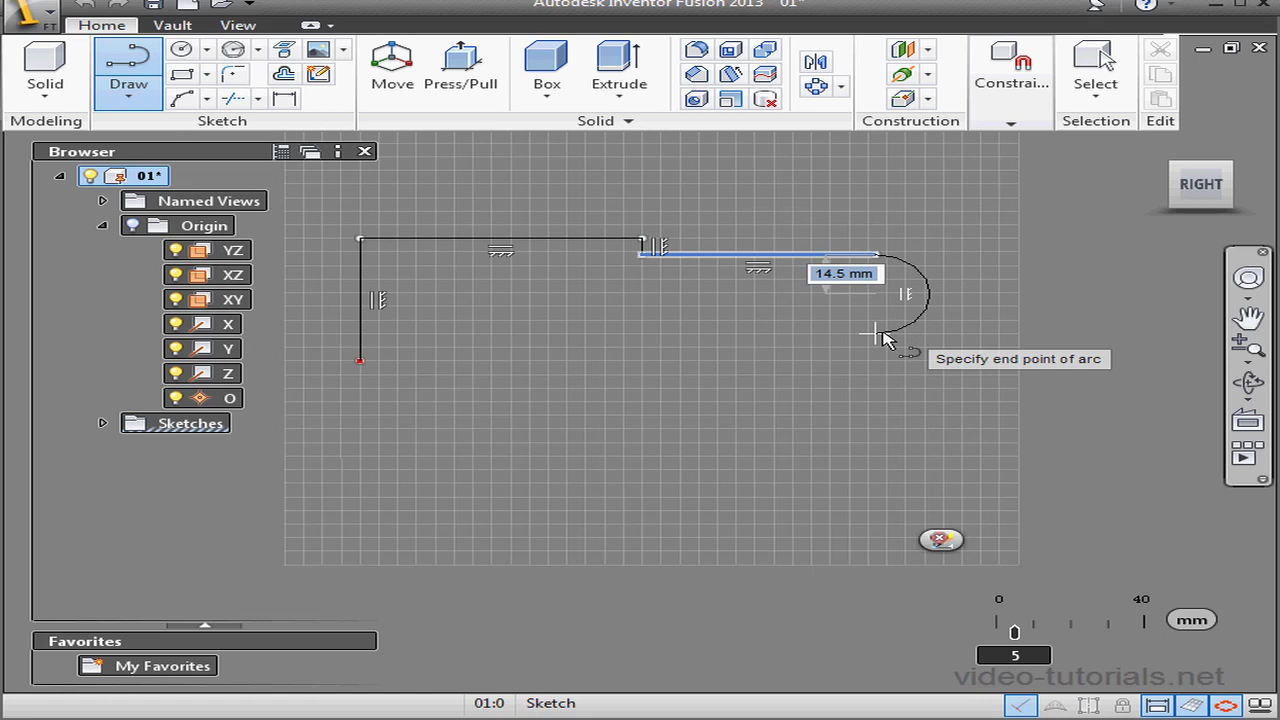 Autodesk Inventor Fusion 2013 01*
FT
Home Vault View
Solid Draw Move Press/Pull Box Extrude Constrai... Select
Modeling Sketch Solid Construction Selection Edit
Browser
01*
Named Views
Origin
YZ
XZ
XY
X
Y
Z
O
Sketches
RIGHT
14.5 mm
Specify end point of arc
0 40
mm
5
Favorites
My Favorites
video-tutorials.net
01:0 Sketch